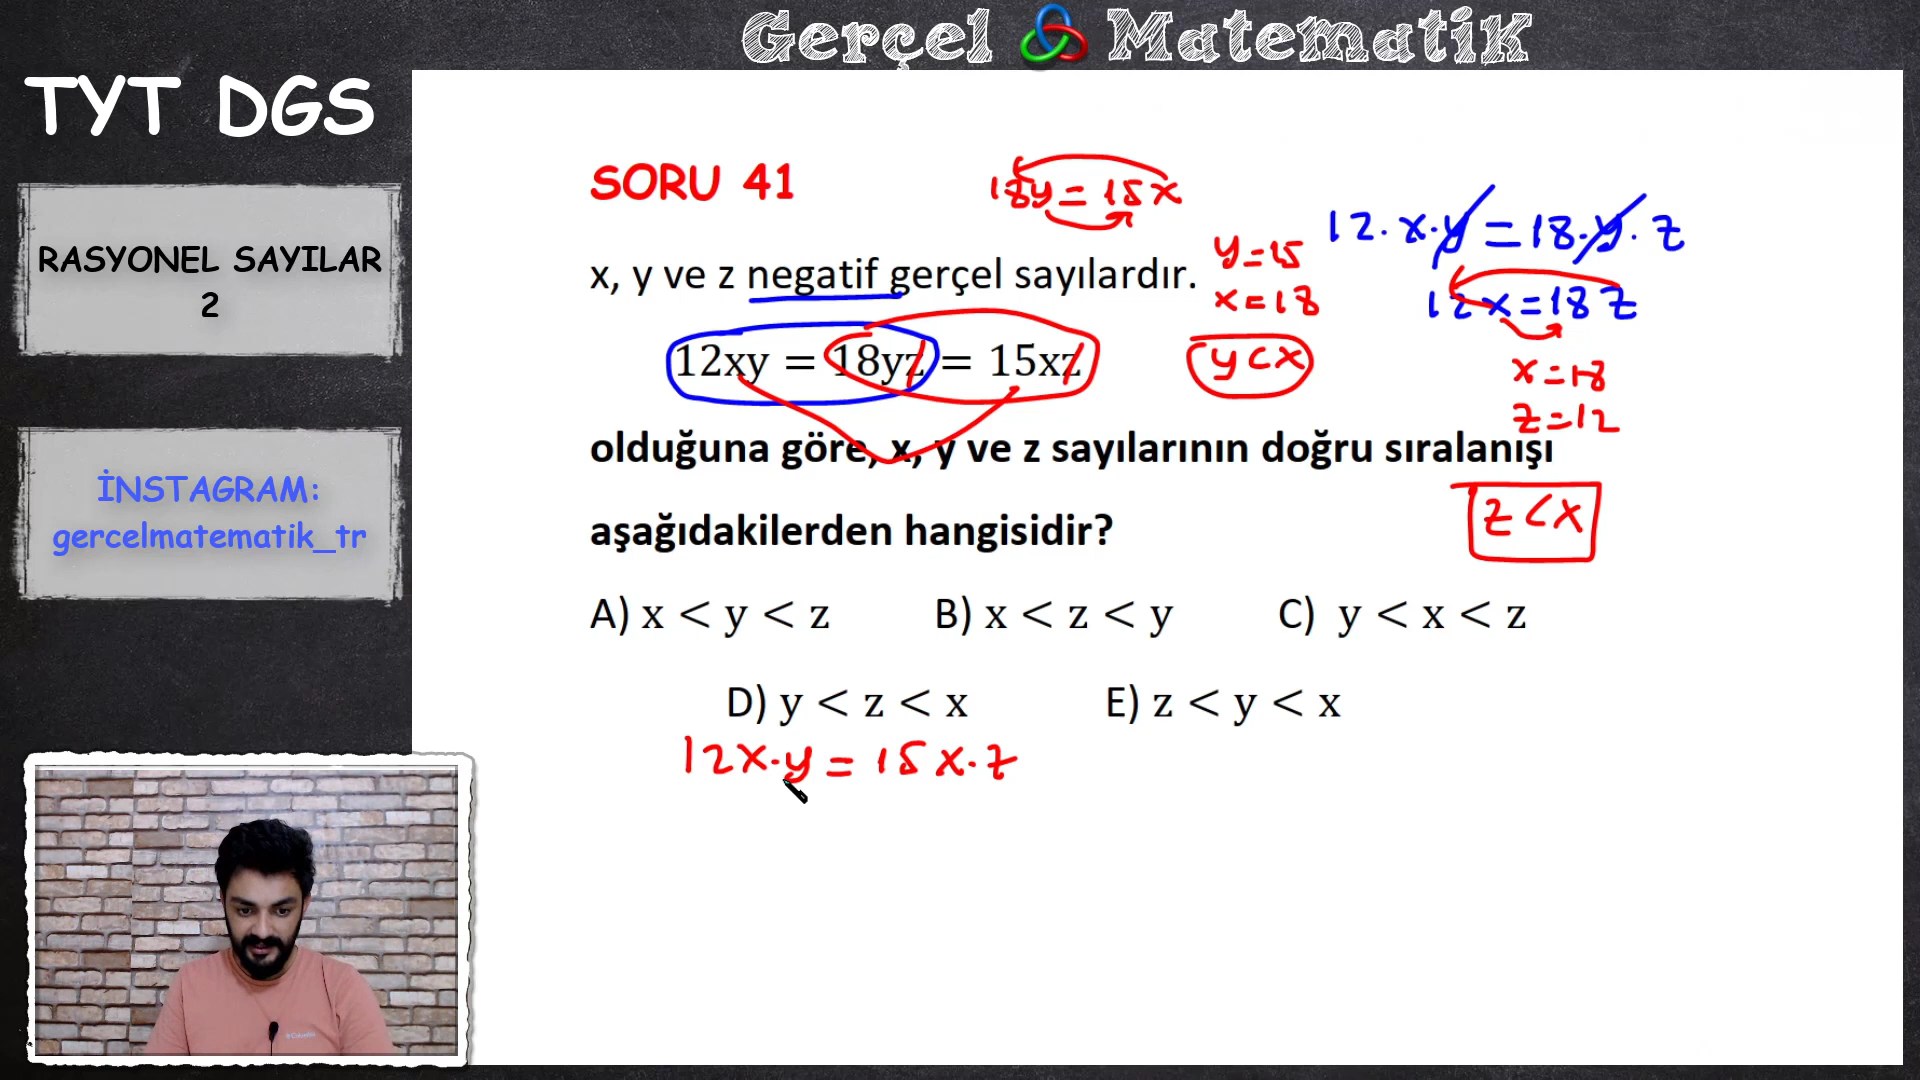 Gerçel Matematik
TYT DGS
RASYONEL SAYILAR
2
İNSTAGRAM:
gercelmatematik_tr
SORU 41
18y = 15x
12.x.y = 18.y.z
y=15
x=18
y<x
12x = 18z
x=18
z=12
z<x
x, y ve z negatif gerçel sayılardır.
12xy = 18yz = 15xz
olduğuna göre, x, y ve z sayılarının doğru sıralanışı
aşağıdakilerden hangisidir?
A) x < y < z B) x < z < y C) y < x < z
D) y < z < x E) z < y < x
12x.y = 15x.z